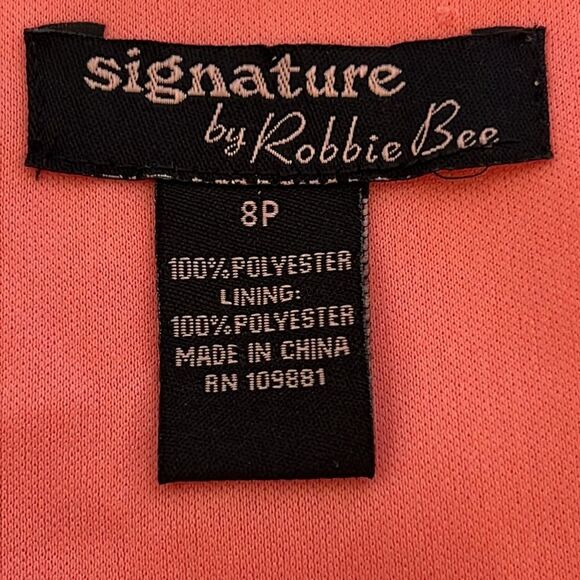 signature
by Robbie Bee
8P
100% POLYESTER
LINING:
100% POLYESTER
MADE IN CHINA
RN 109881